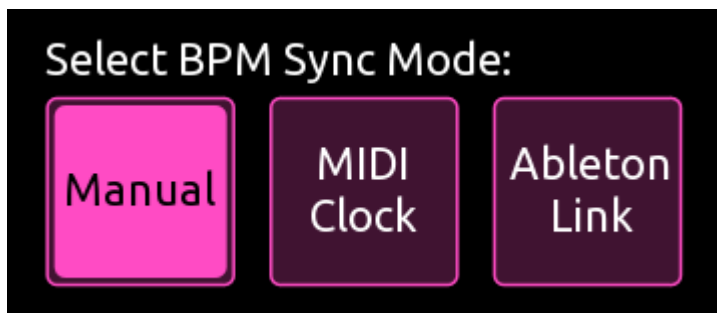 Select BPM Sync Mode:
Manual
MIDI
Clock
Ableton
Link